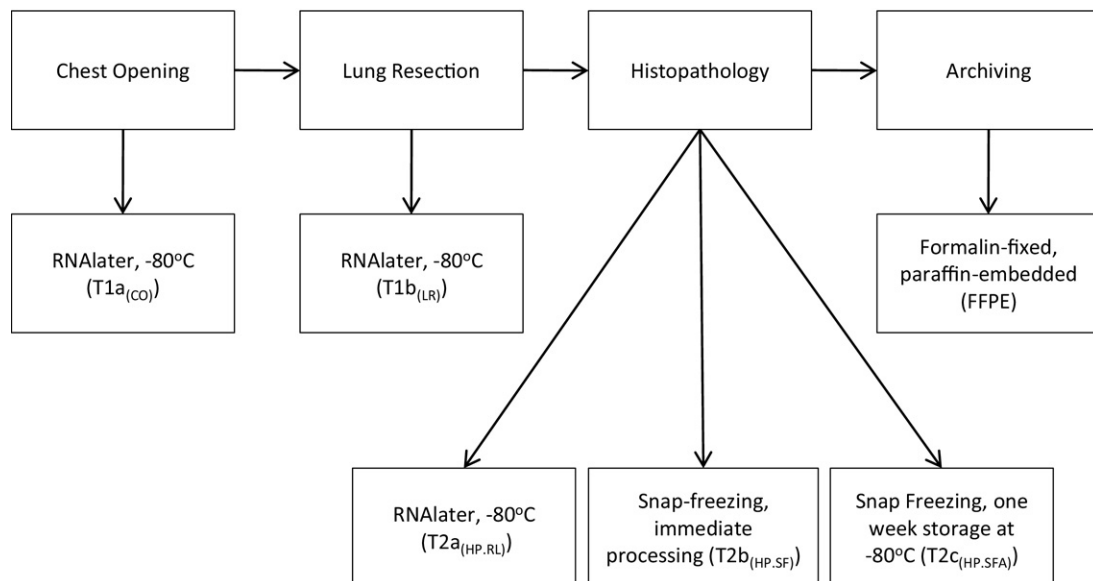 Chest Opening
Lung Resection
Histopathology
Archiving
RNAlater, -80°C
(T1a(CO))
RNAlater, -80°C
(T1b(LR))
Formalin-fixed,
paraffin-embedded
(FFPE)
RNAlater, -80°C
(T2a(HP.RL))
Snap-freezing,
immediate
processing (T2b(HP.SF))
Snap Freezing, one
week storage at
-80°C (T2c(HP.SFA))